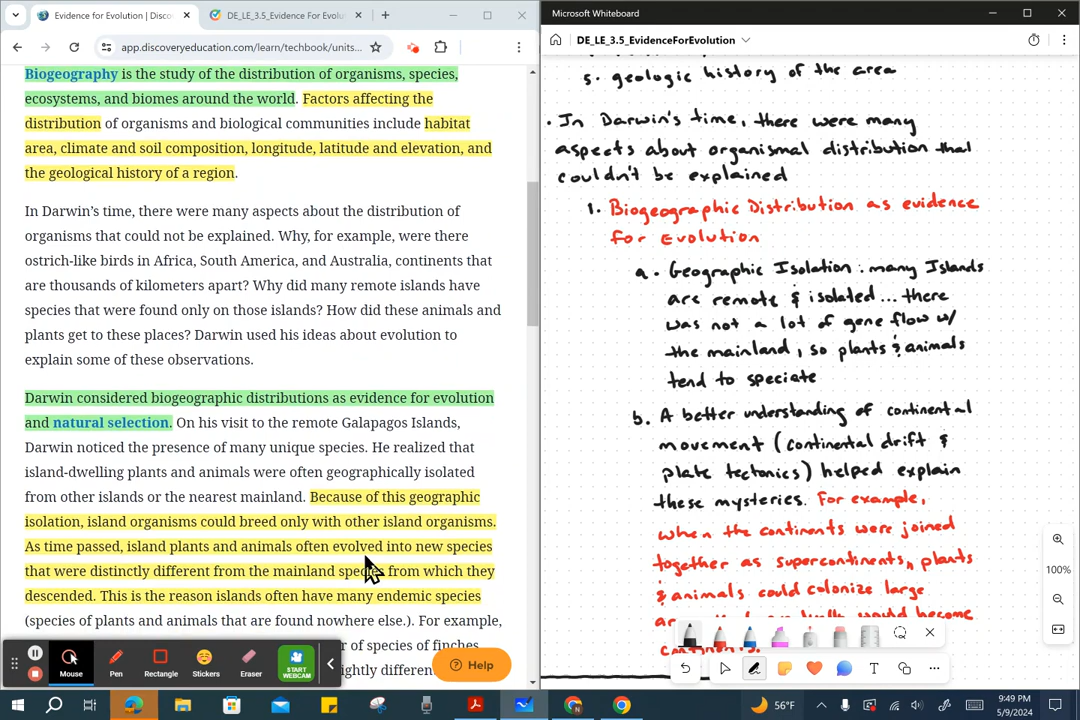 Evidence for Evolution | Disco
DE_LE_3.5_Evidence For Evolu
app.discoveryeducation.com/learn/techbook/units...
Biogeography is the study of the distribution of organisms, species,
ecosystems, and biomes around the world. Factors affecting the
distribution of organisms and biological communities include habitat
area, climate and soil composition, longitude, latitude and elevation, and
the geological history of a region.
In Darwin's time, there were many aspects about the distribution of
organisms that could not be explained. Why, for example, were there
ostrich-like birds in Africa, South America, and Australia, continents that
are thousands of kilometers apart? Why did many remote islands have
species that were found only on those islands? How did these animals and
plants get to these places? Darwin used his ideas about evolution to
explain some of these observations.
Darwin considered biogeographic distributions as evidence for evolution
and natural selection. On his visit to the remote Galapagos Islands,
Darwin noticed the presence of many unique species. He realized that
island-dwelling plants and animals were often geographically isolated
from other islands or the nearest mainland. Because of this geographic
isolation, island organisms could breed only with other island organisms.
As time passed, island plants and animals often evolved into new species
that were distinctly different from the mainland species from which they
descended. This is the reason islands often have many endemic species
(species of plants and animals that are found nowhere else.). For example,
r of species of finches
ightly different
Help
Mouse
Pen
Rectangle
Stickers
Eraser
START
WEBCAM
Microsoft Whiteboard
DE_LE_3.5_EvidenceForEvolution
5. geologic history of the area
• In Darwin's time, there were many
aspects about organismal distribution that
couldn't be explained
1. Biogeographic Distribution as evidence
for Evolution
a. Geographic Isolation: many Islands
are remote & isolated... there
was not a lot of gene flow w/
the mainland, so plants & animals
tend to speciate
b. A better understanding of continental
movement (continental drift &
plate tectonics) helped explain
these mysteries. For example,
when the continents were joined
together as supercontinents, plants
& animals could colonize large
would become
continents.
100%
56°F
9:49 PM
5/9/2024